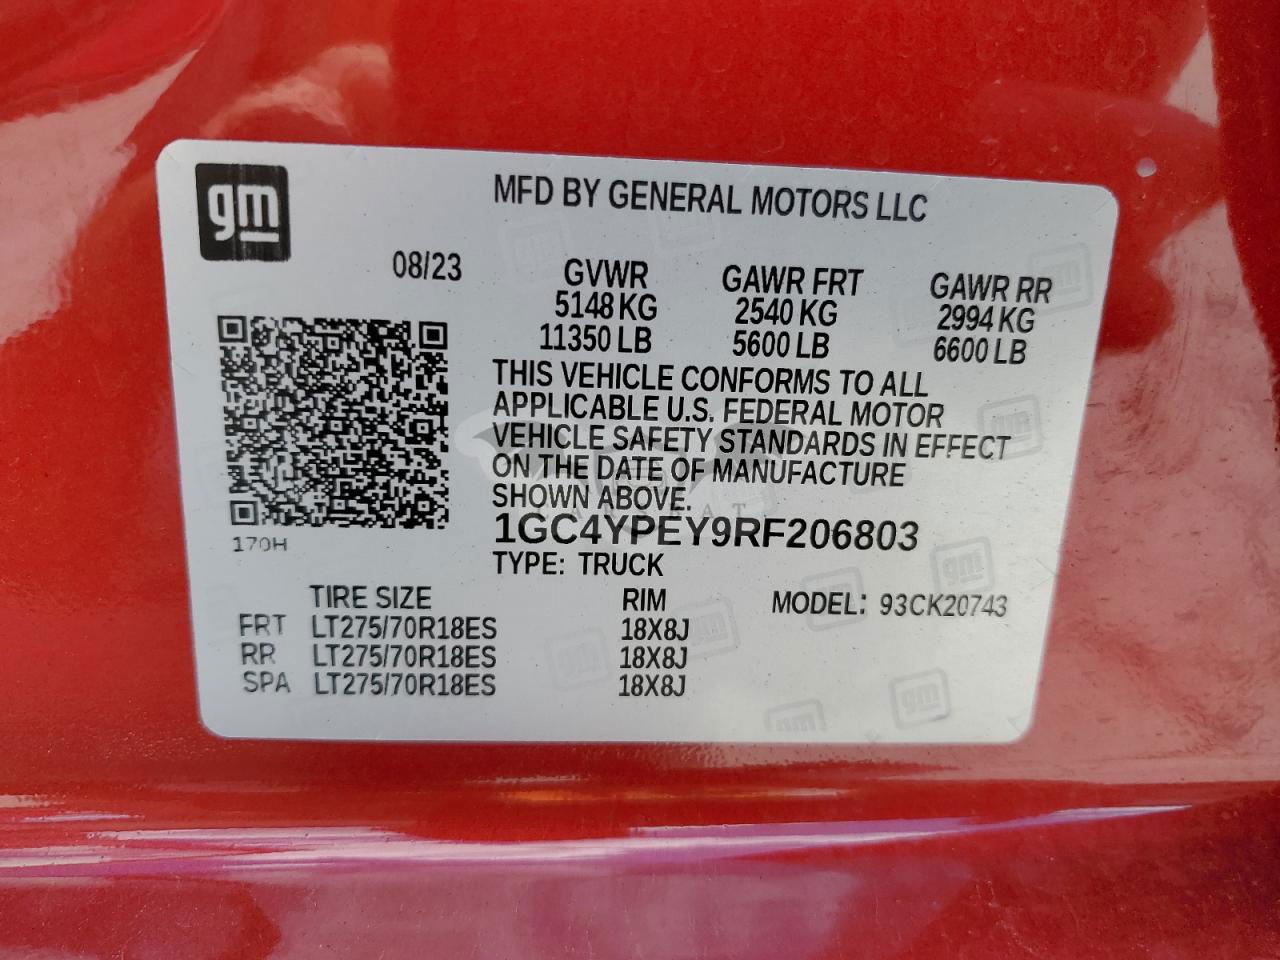 gm
MFD BY GENERAL MOTORS LLC
08/23
GVWR GAWR FRT GAWR RR
5148 KG 2540 KG 2994 KG
11350 LB 5600 LB 6600 LB
THIS VEHICLE CONFORMS TO ALL
APPLICABLE U.S. FEDERAL MOTOR
VEHICLE SAFETY STANDARDS IN EFFECT
ON THE DATE OF MANUFACTURE
SHOWN ABOVE.
1GC4YPEY9RF206803
170H
TYPE: TRUCK
TIRE SIZE RIM MODEL: 93CK20743
FRT LT275/70R18ES 18X8J
RR LT275/70R18ES 18X8J
SPA LT275/70R18ES 18X8J